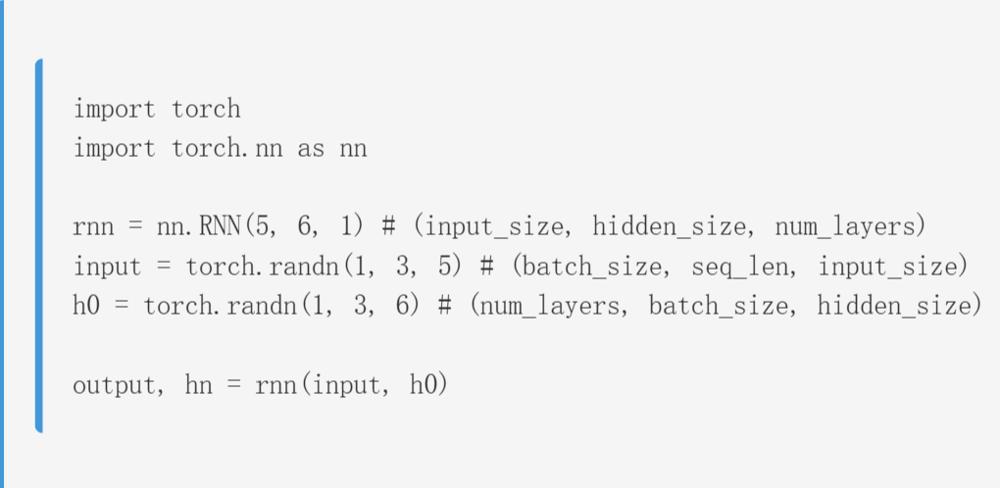 import torch
import torch.nn as nn
rnn = nn.RNN(5, 6, 1) # (input_size, hidden_size, num_layers)
input = torch.randn(1, 3, 5) # (batch_size, seq_len, input_size)
h0 = torch.randn(1, 3, 6) # (num_layers, batch_size, hidden_size)
output, hn = rnn(input, h0)